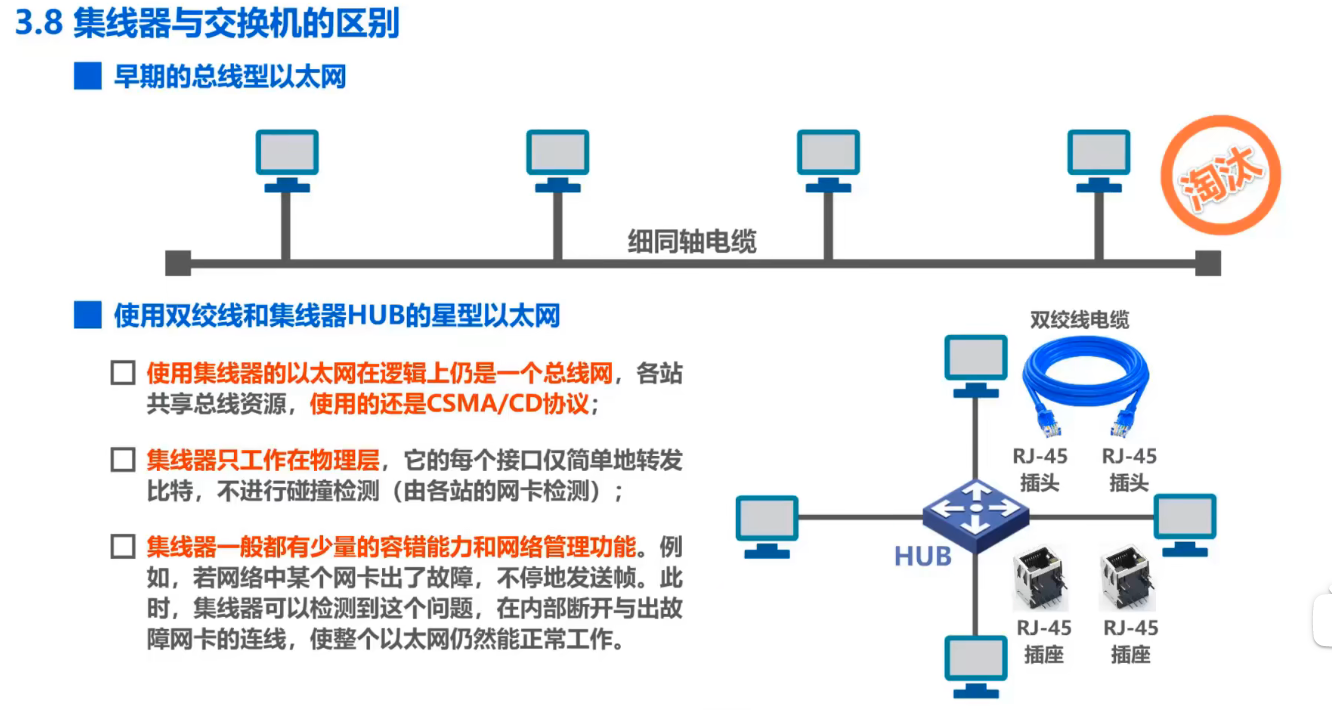 3.8 集线器与交换机的区别
早期的总线型以太网
淘汰
细同轴电缆
使用双绞线和集线器HUB的星型以太网
使用集线器的以太网在逻辑上仍是一个总线网，各站
共享总线资源，使用的还是CSMA/CD协议；
集线器只工作在物理层，它的每个接口仅简单地转发
比特，不进行碰撞检测（由各站的网卡检测）；
集线器一般都有少量的容错能力和网络管理功能。例
如，若网络中某个网卡出了故障，不停地发送帧。此
时，集线器可以检测到这个问题，在内部断开与出故
障网卡的连线，使整个以太网仍然能正常工作。
双绞线电缆
RJ-45 RJ-45
插头 插头
HUB
RJ-45 RJ-45
插座 插座